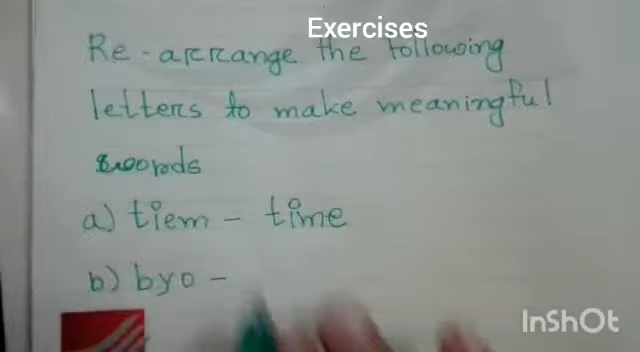 Exercises
Re-arrange the following
letters to make meaningful
words
a) tiem - time
b) byo -
InShOt